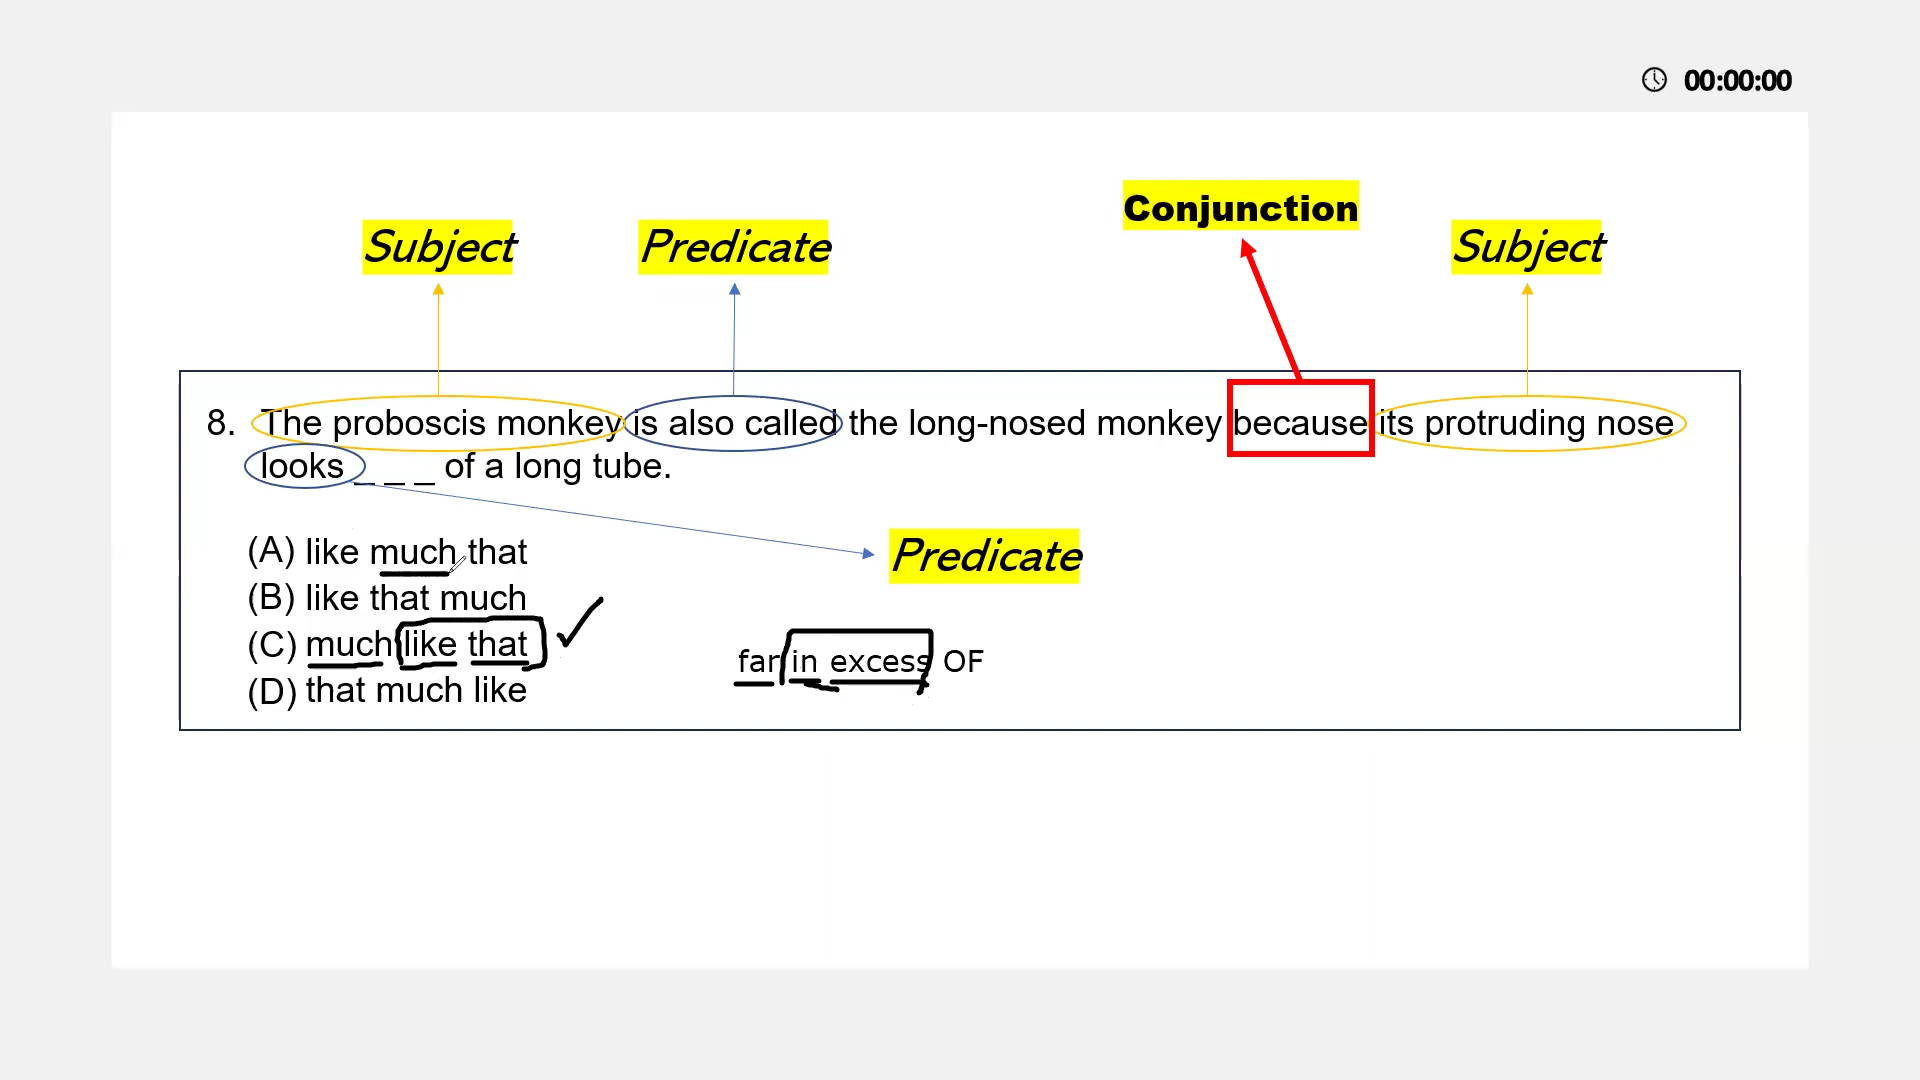 00:00:00
Conjunction
Subject Predicate Subject
8. The proboscis monkey is also called the long-nosed monkey because its protruding nose
looks _ _ _ of a long tube.
(A) like much that
Predicate
(B) like that much
(C) much like that
far in excess OF
(D) that much like